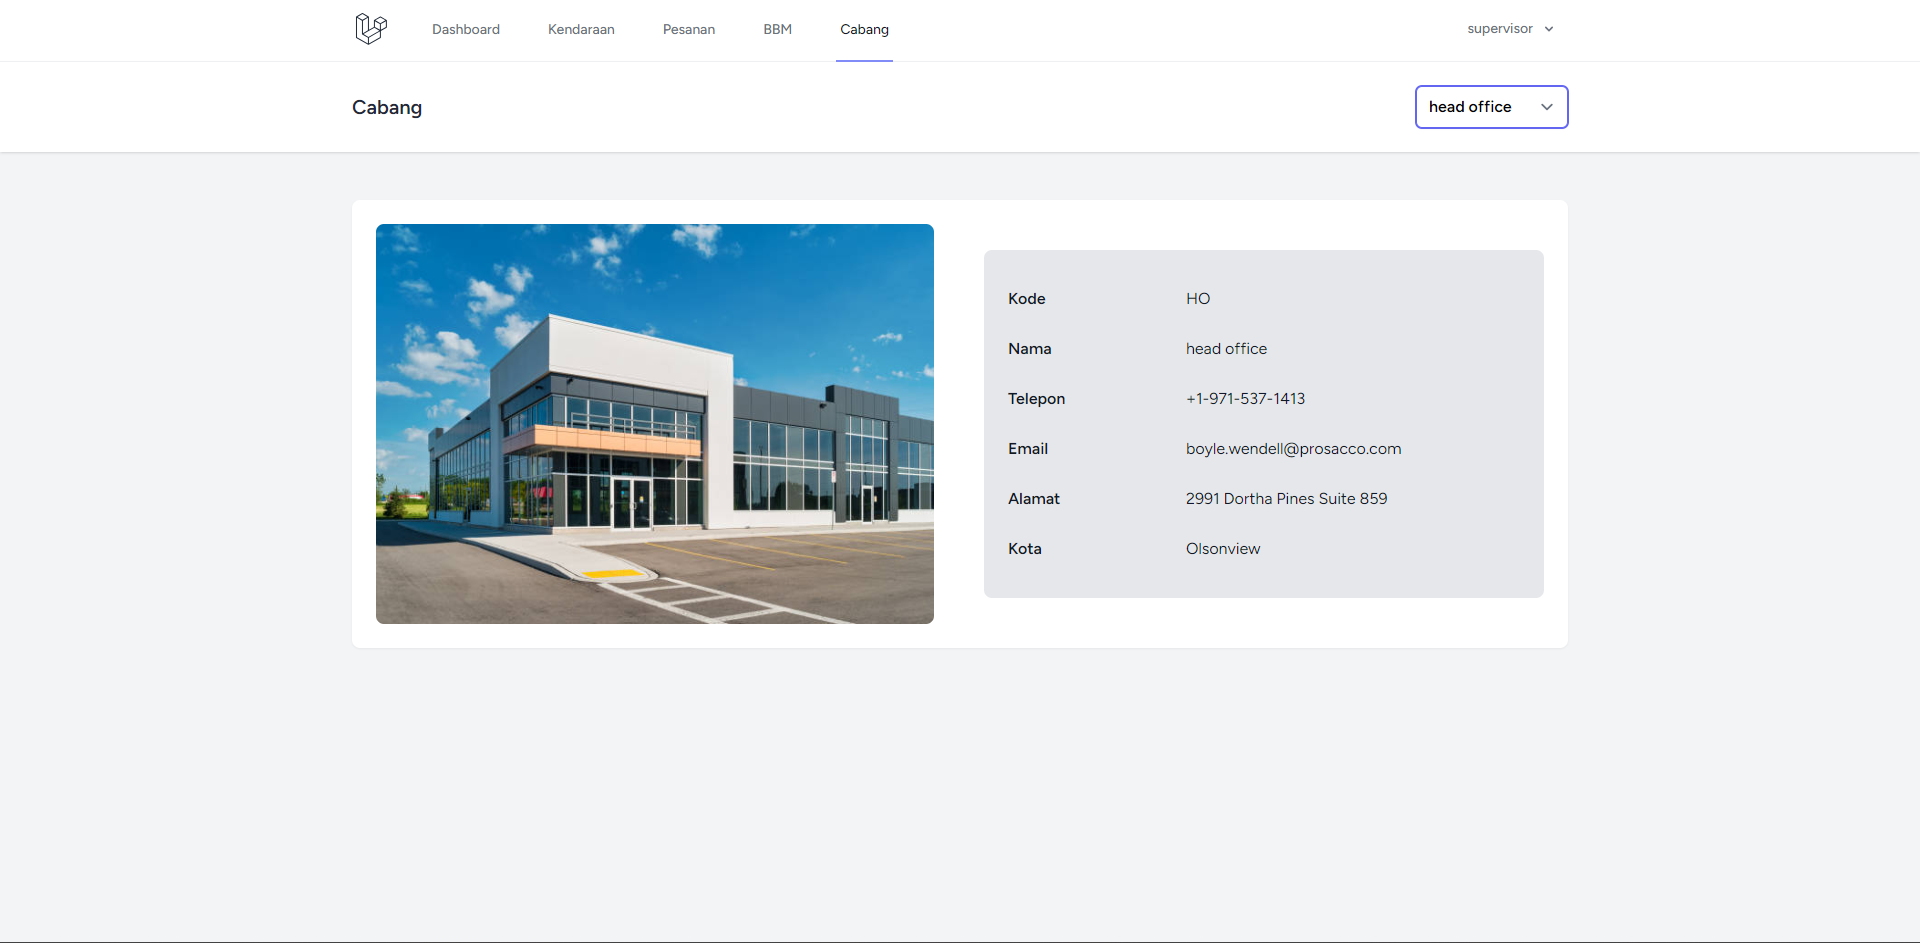 Dashboard Kendaraan Pesanan BBM Cabang supervisor
Cabang head office
Kode HO
Nama head office
Telepon +1-971-537-1413
Email boyle.wendell@prosacco.com
Alamat 2991 Dortha Pines Suite 859
Kota Olsonview